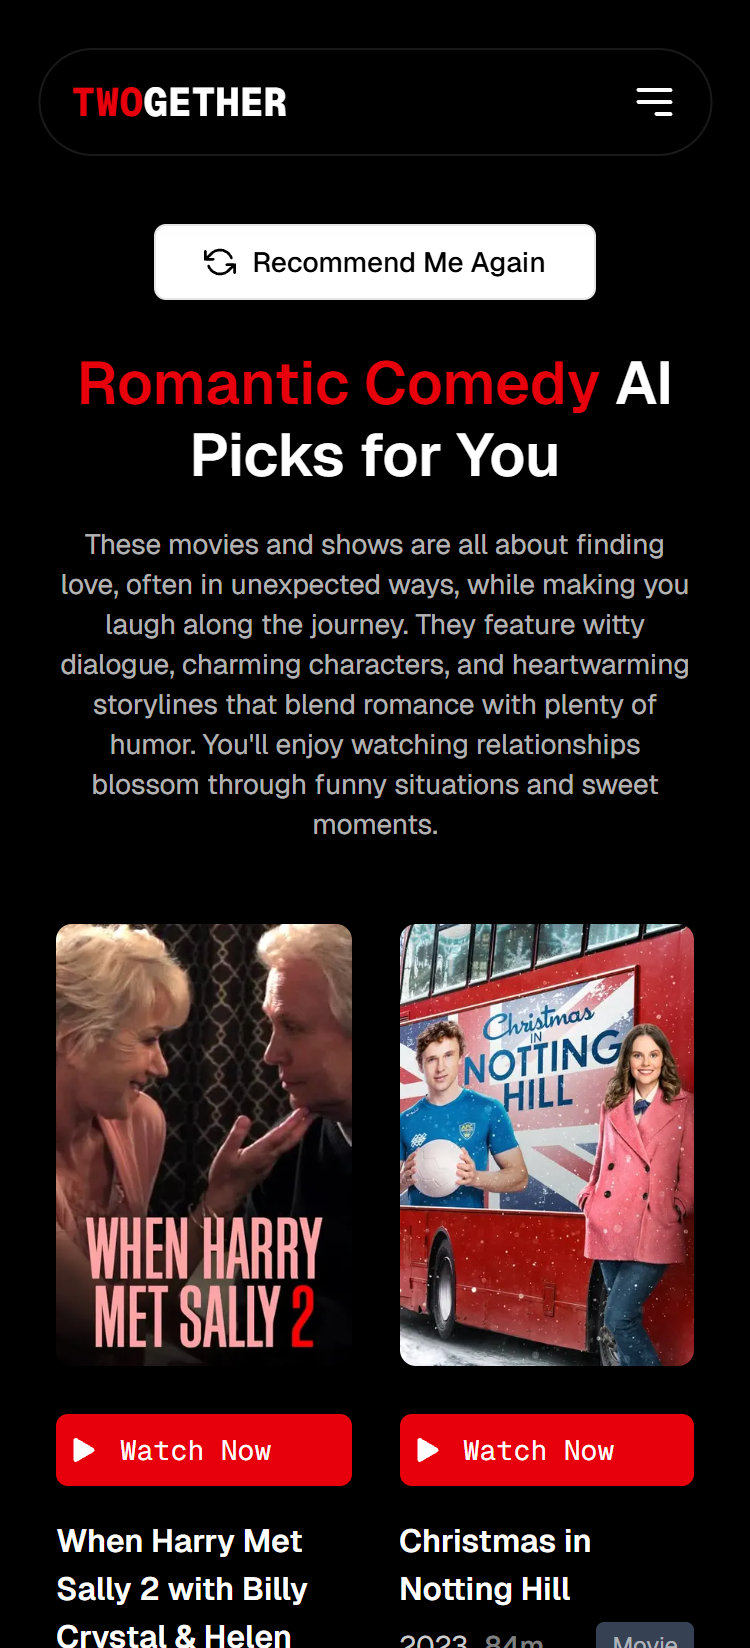 TWOGETHER
Recommend Me Again
Romantic Comedy AI
Picks for You
These movies and shows are all about finding
love, often in unexpected ways, while making you
laugh along the journey. They feature witty
dialogue, charming characters, and heartwarming
storylines that blend romance with plenty of
humor. You'll enjoy watching relationships
blossom through funny situations and sweet
moments.
WHEN HARRY
MET SALLY 2
Christmas
IN
NOTTING
HILL
Watch Now
Watch Now
When Harry Met
Sally 2 with Billy
Crystal & Helen
Christmas in
Notting Hill
2023 84m Movie